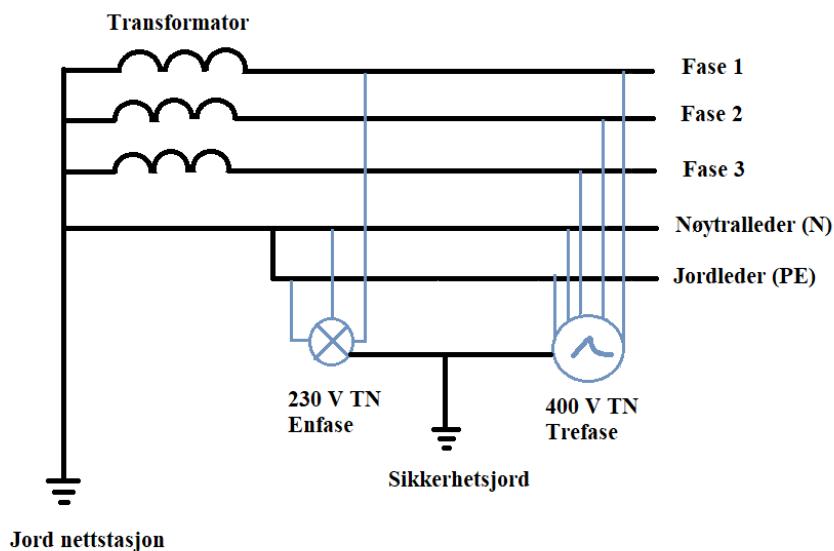 Transformator
Fase 1
Fase 2
Fase 3
Nøytralleder (N)
Jordleder (PE)
230 V TN
Enfase
400 V TN
Trefase
Sikkerhetsjord
Jord nettstasjon